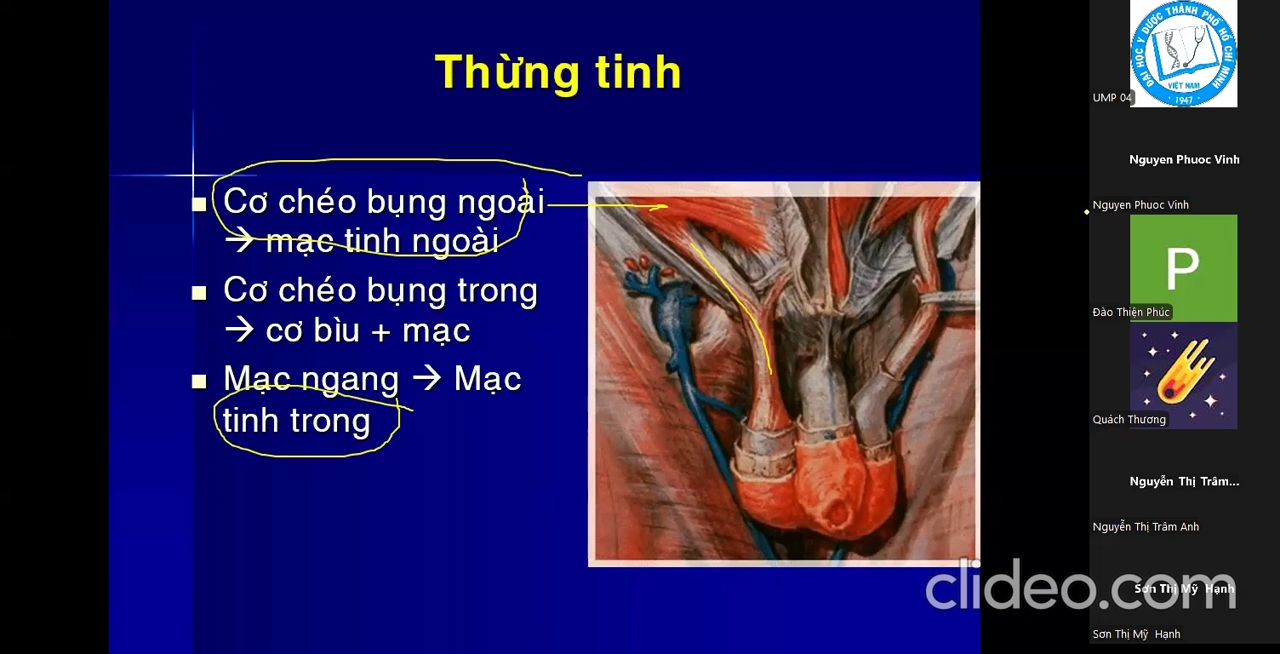 Thừng tinh
Cơ chéo bụng ngoài
→ mạc tinh ngoài
Cơ chéo bụng trong
→ cơ bìu + mạc
Mạc ngang → Mạc
tinh trong
ĐẠI HỌC Y DƯỢC THÀNH PHỐ HỒ CHÍ MINH
VIỆT NAM
· 1947 ·
UMP 04
Nguyen Phuoc Vinh
Nguyen Phuoc Vinh
P
Đào Thiện Phúc
Quách Thương
Nguyễn Thị Trâm...
Nguyễn Thị Trâm Anh
Sơn Thị Mỹ Hạnh
Sơn Thị Mỹ Hạnh
clideo.com